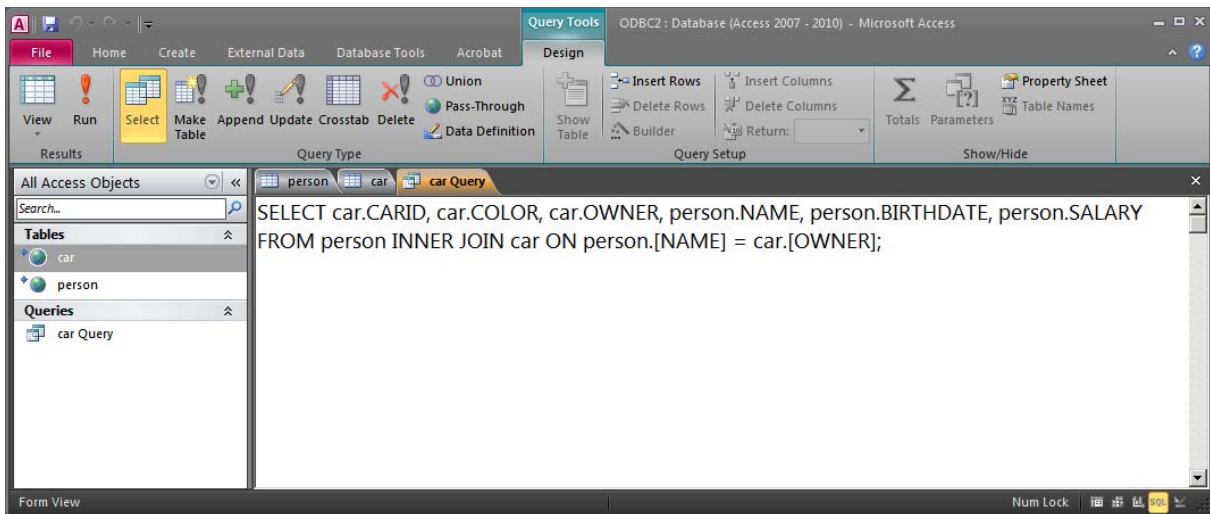 Query Tools
ODBC2 : Database (Access 2007 - 2010) - Microsoft Access
File Home Create External Data Database Tools Acrobat Design
View
Run
Select
Make Table
Append
Update
Crosstab
Delete
Union
Pass-Through
Data Definition
Show Table
Insert Rows
Delete Rows
Builder
Insert Columns
Delete Columns
Return:
Totals
Parameters
Property Sheet
Table Names
Results Query Type Query Setup Show/Hide
All Access Objects
person car car Query
Search...
Tables
car
person
Queries
car Query
SELECT car.CARID, car.COLOR, car.OWNER, person.NAME, person.BIRTHDATE, person.SALARY
FROM person INNER JOIN car ON person.[NAME] = car.[OWNER];
Form View
Num Lock
SQL